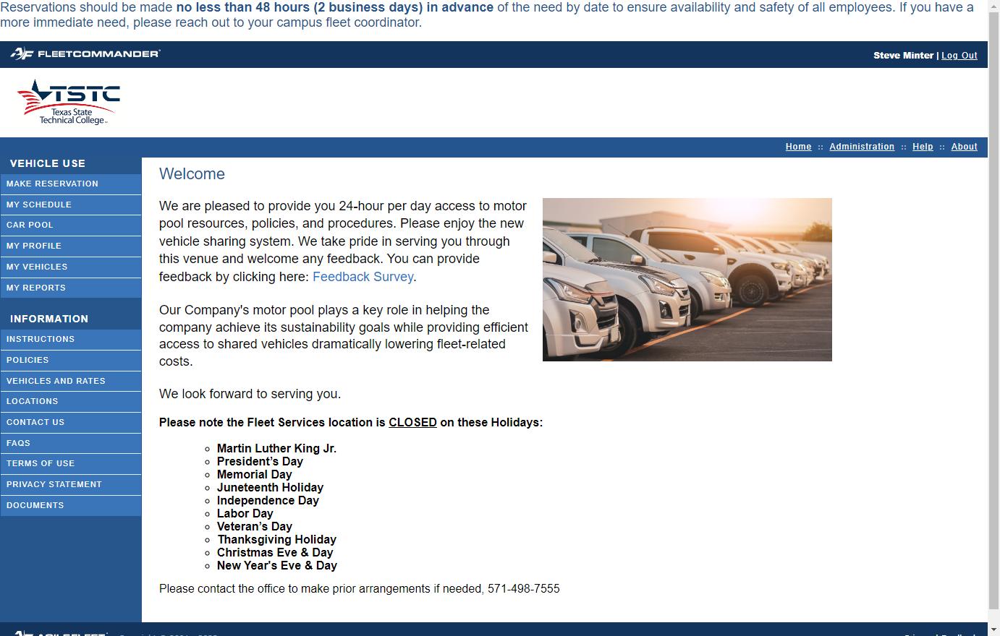 Reservations should be made no less than 48 hours (2 business days) in advance of the need by date to ensure availability and safety of all employees. If you have a
more immediate need, please reach out to your campus fleet coordinator.
FLEETCOMMANDER
Steve Minter | Log Out
TSTC
Texas State
Technical College
Home :: Administration :: Help :: About
VEHICLE USE
MAKE RESERVATION
MY SCHEDULE
CAR POOL
MY PROFILE
MY VEHICLES
MY REPORTS
INFORMATION
INSTRUCTIONS
POLICIES
VEHICLES AND RATES
LOCATIONS
CONTACT US
FAQS
TERMS OF USE
PRIVACY STATEMENT
DOCUMENTS
Welcome
We are pleased to provide you 24-hour per day access to motor
pool resources, policies, and procedures. Please enjoy the new
vehicle sharing system. We take pride in serving you through
this venue and welcome any feedback. You can provide
feedback by clicking here: Feedback Survey.
Our Company's motor pool plays a key role in helping the
company achieve its sustainability goals while providing efficient
access to shared vehicles dramatically lowering fleet-related
costs.
We look forward to serving you.
Please note the Fleet Services location is CLOSED on these Holidays:
Martin Luther King Jr.
President’s Day
Memorial Day
Juneteenth Holiday
Independence Day
Labor Day
Veteran’s Day
Thanksgiving Holiday
Christmas Eve & Day
New Year's Eve & Day
Please contact the office to make prior arrangements if needed, 571-498-7555
AGILEFLEET